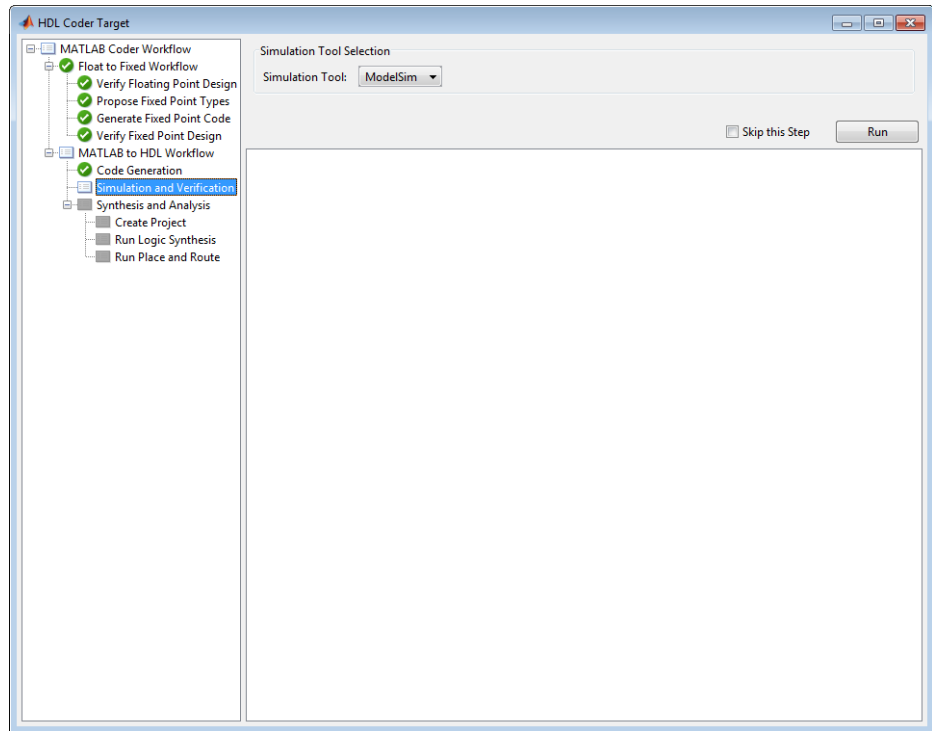 HDL Coder Target
MATLAB Coder Workflow
Float to Fixed Workflow
Verify Floating Point Design
Propose Fixed Point Types
Generate Fixed Point Code
Verify Fixed Point Design
MATLAB to HDL Workflow
Code Generation
Simulation and Verification
Synthesis and Analysis
Create Project
Run Logic Synthesis
Run Place and Route
Simulation Tool Selection
Simulation Tool: ModelSim
Skip this Step Run